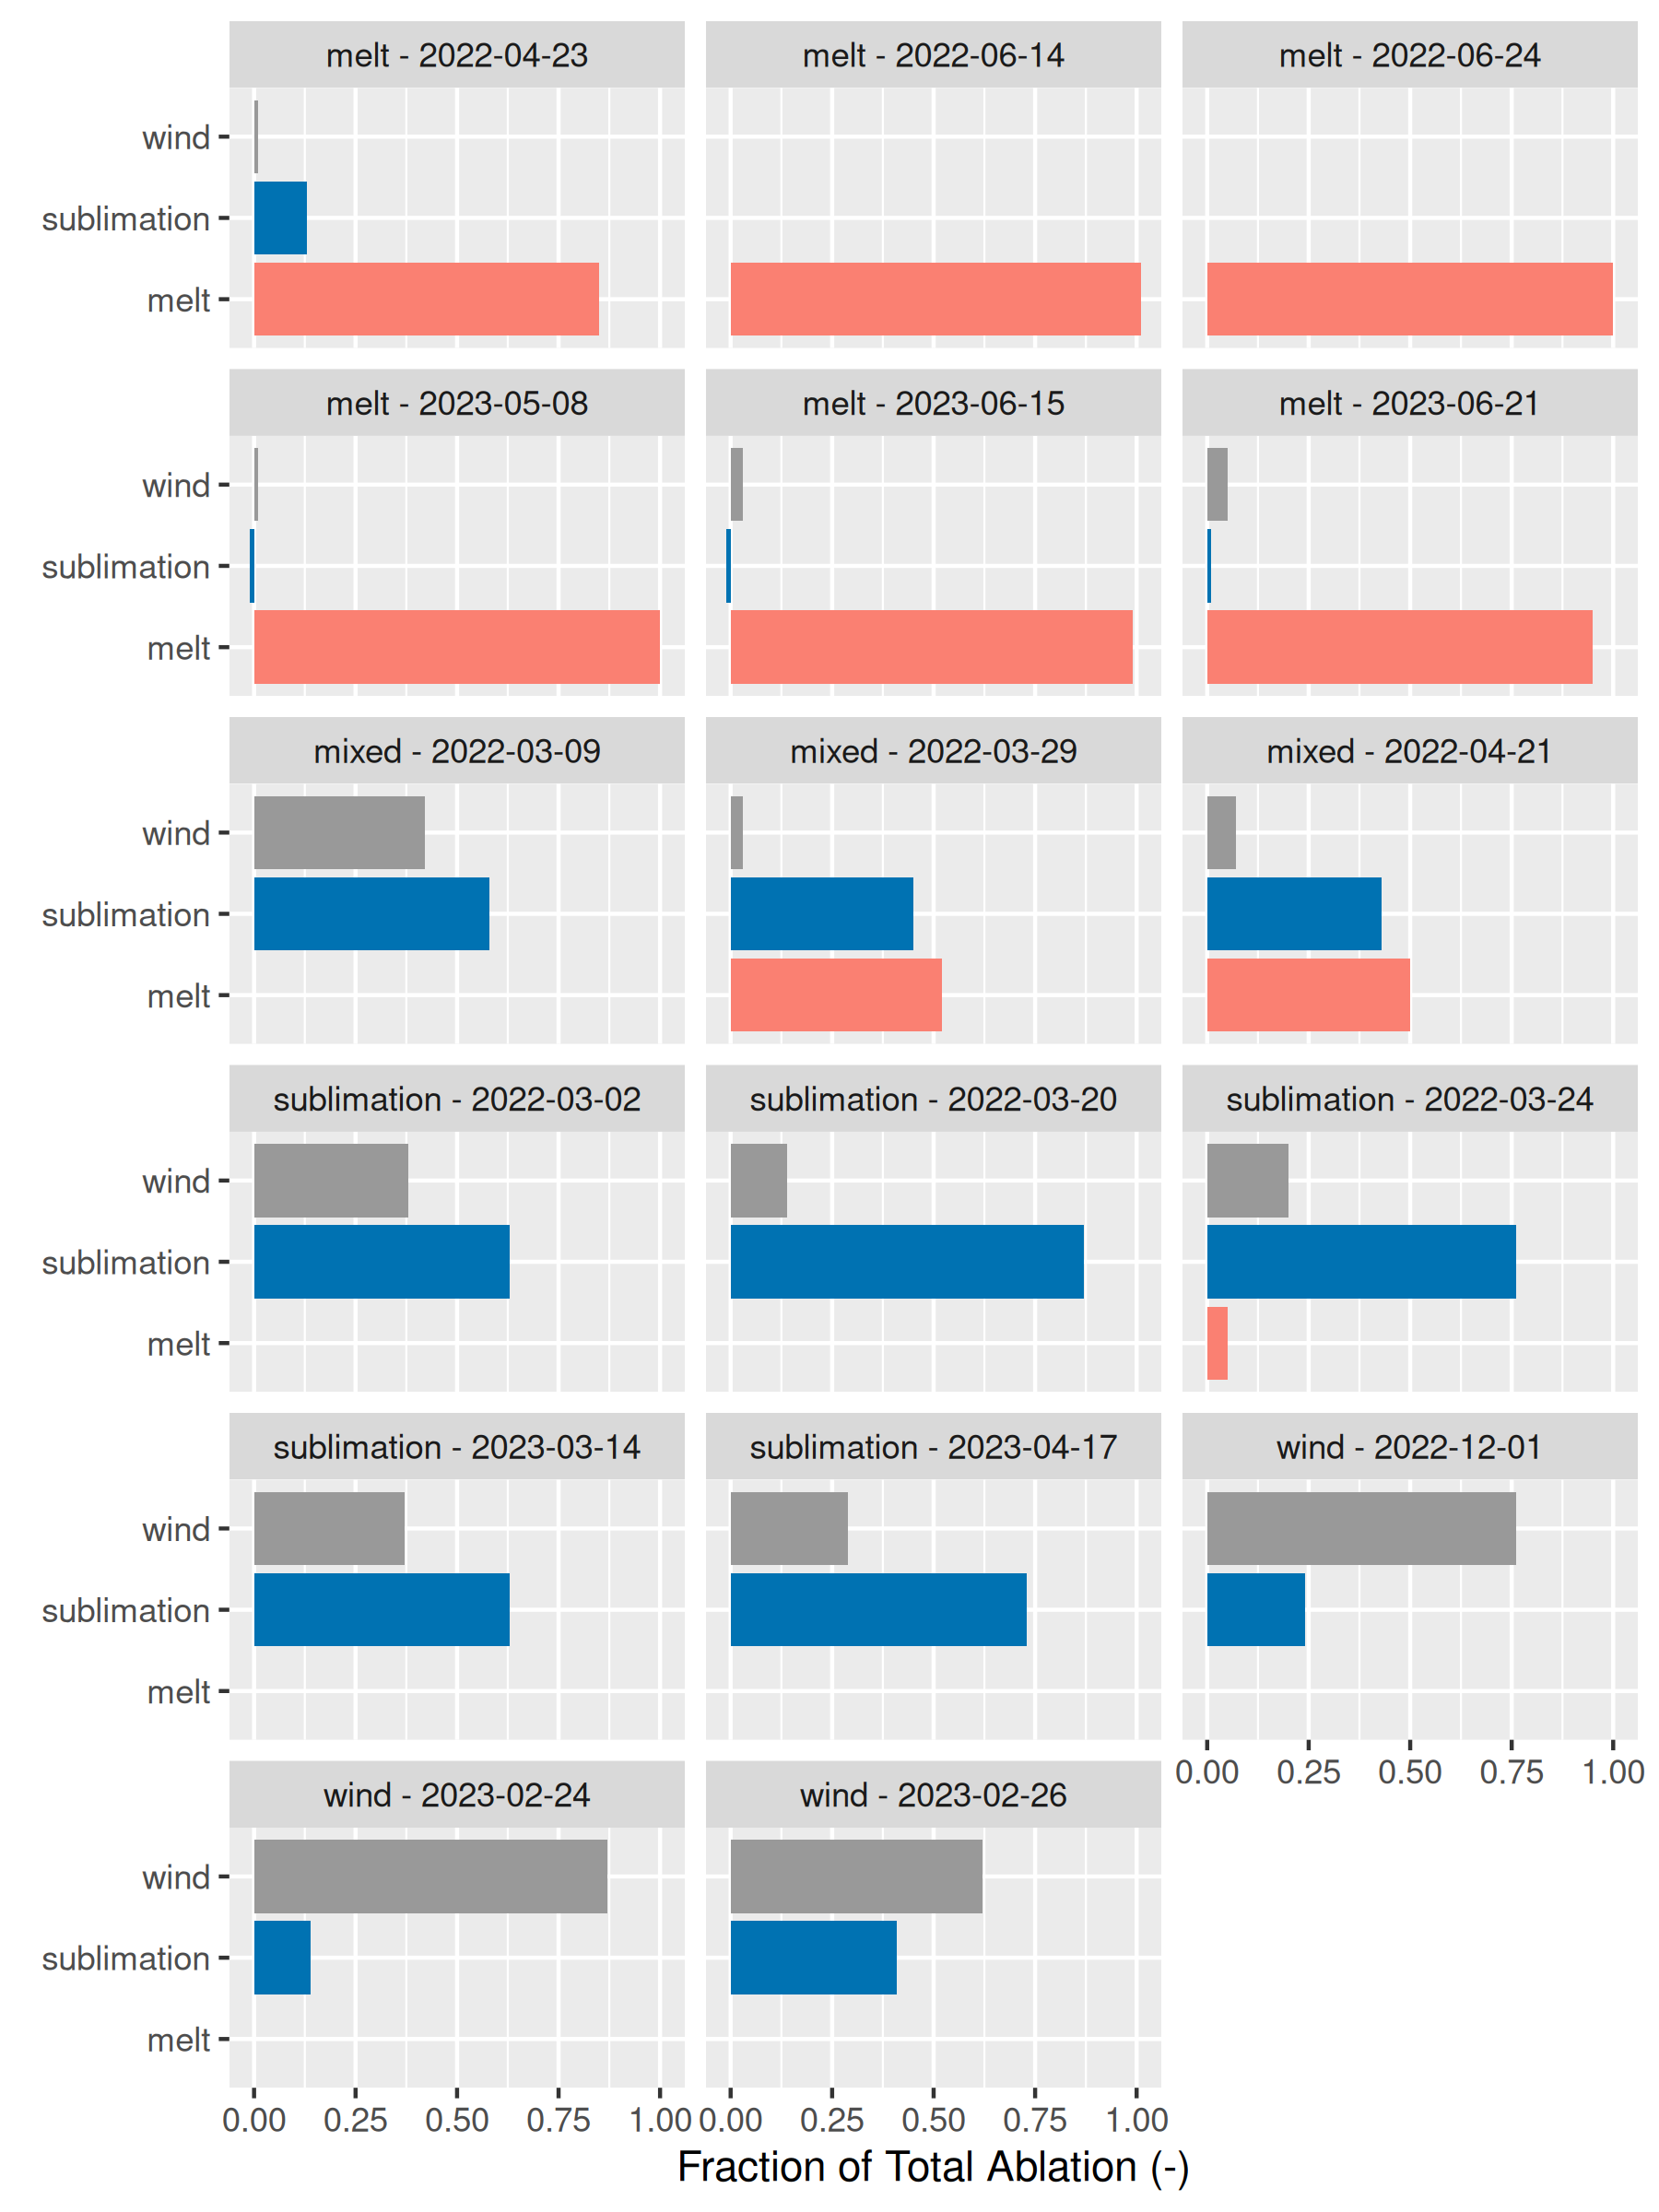 melt - 2022-04-23
melt - 2022-06-14
melt - 2022-06-24
wind
sublimation
melt
melt - 2023-05-08
melt - 2023-06-15
melt - 2023-06-21
wind
sublimation
melt
mixed - 2022-03-09
mixed - 2022-03-29
mixed - 2022-04-21
wind
sublimation
melt
sublimation - 2022-03-02
sublimation - 2022-03-20
sublimation - 2022-03-24
wind
sublimation
melt
sublimation - 2023-03-14
sublimation - 2023-04-17
wind - 2022-12-01
wind
sublimation
melt
0.00 0.25 0.50 0.75 1.00
wind - 2023-02-24
wind - 2023-02-26
wind
sublimation
melt
0.00 0.25 0.50 0.75 1.00
0.00 0.25 0.50 0.75 1.00
Fraction of Total Ablation (-)